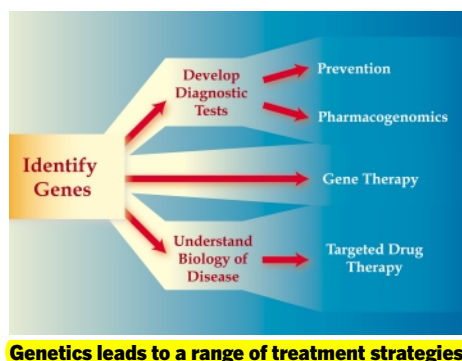 Identify
Genes
Develop
Diagnostic
Tests
Prevention
Pharmacogenomics
Gene Therapy
Understand
Biology of
Disease
Targeted Drug
Therapy
Genetics leads to a range of treatment strategies